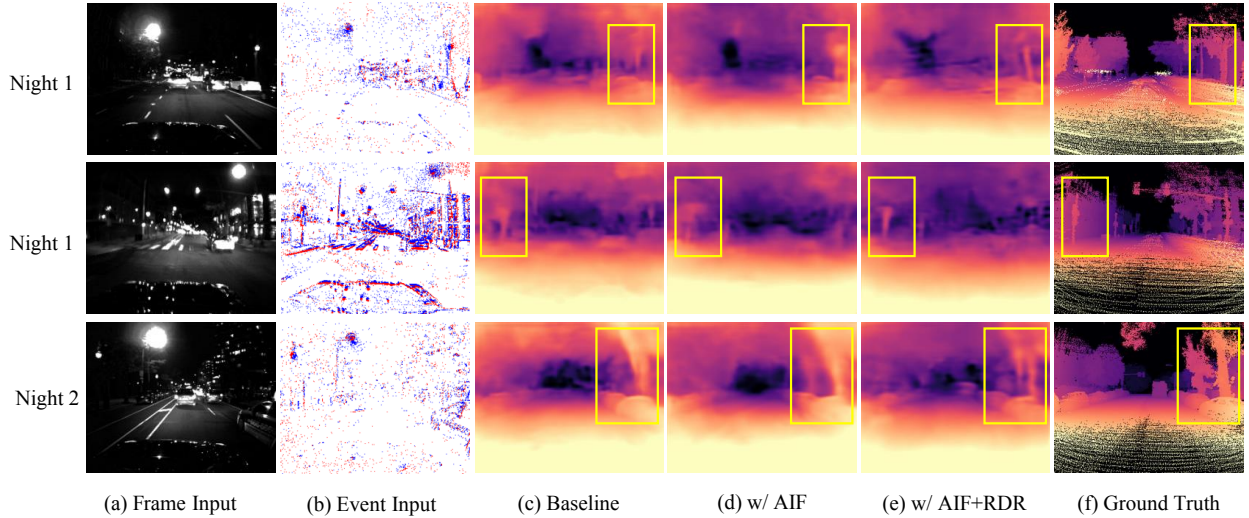 Night 1
Night 1
Night 2
(a) Frame Input (b) Event Input (c) Baseline (d) w/ AIF (e) w/ AIF+RDR (f) Ground Truth